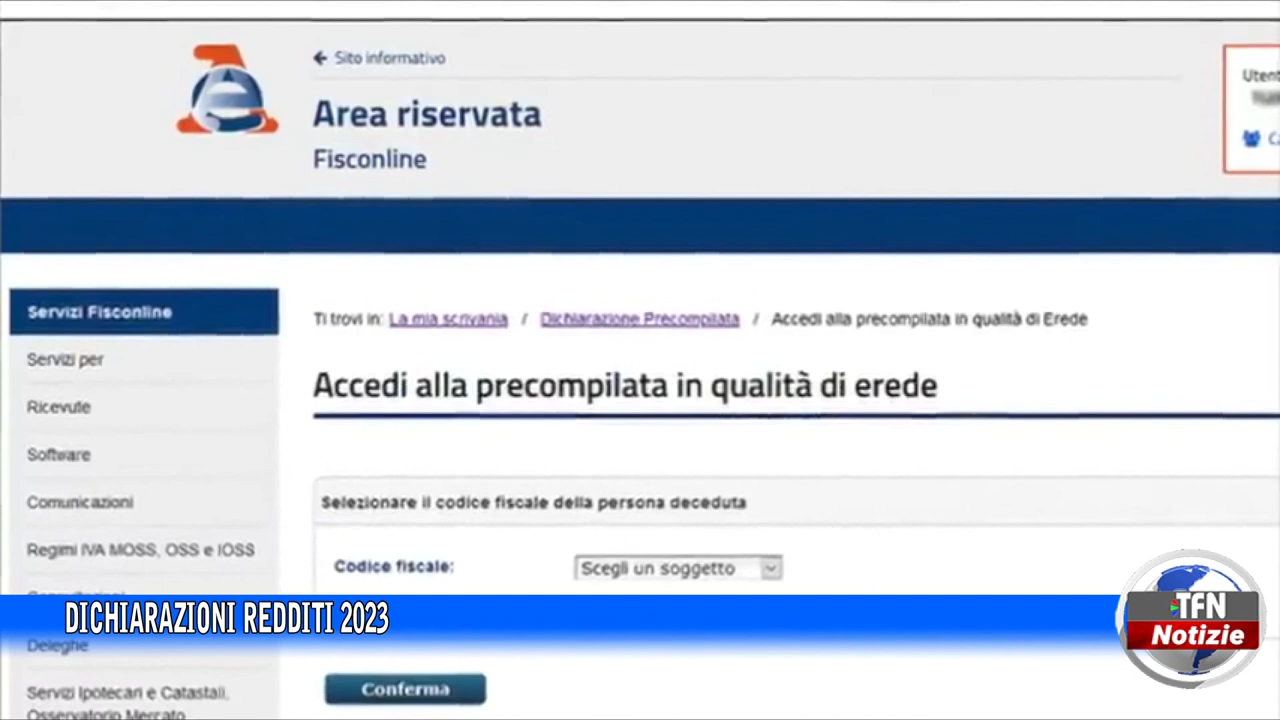 Sito informativo
Area riservata
Fisconline
Servizi Fisconline
Servizi per
Ricevute
Software
Comunicazioni
Regimi IVA MOSS, OSS e IOSS
Deleghe
Servizi Ipotecari e Catastali,
Osservatorio Mercato
Ti trovi in: La mia scrivania / Dichiarazione Precompilata / Accedi alla precompilata in qualità di Erede
Accedi alla precompilata in qualità di erede
Selezionare il codice fiscale della persona deceduta
Codice fiscale: Scegli un soggetto
Conferma
DICHIARAZIONI REDDITI 2023
TFN
Notizie